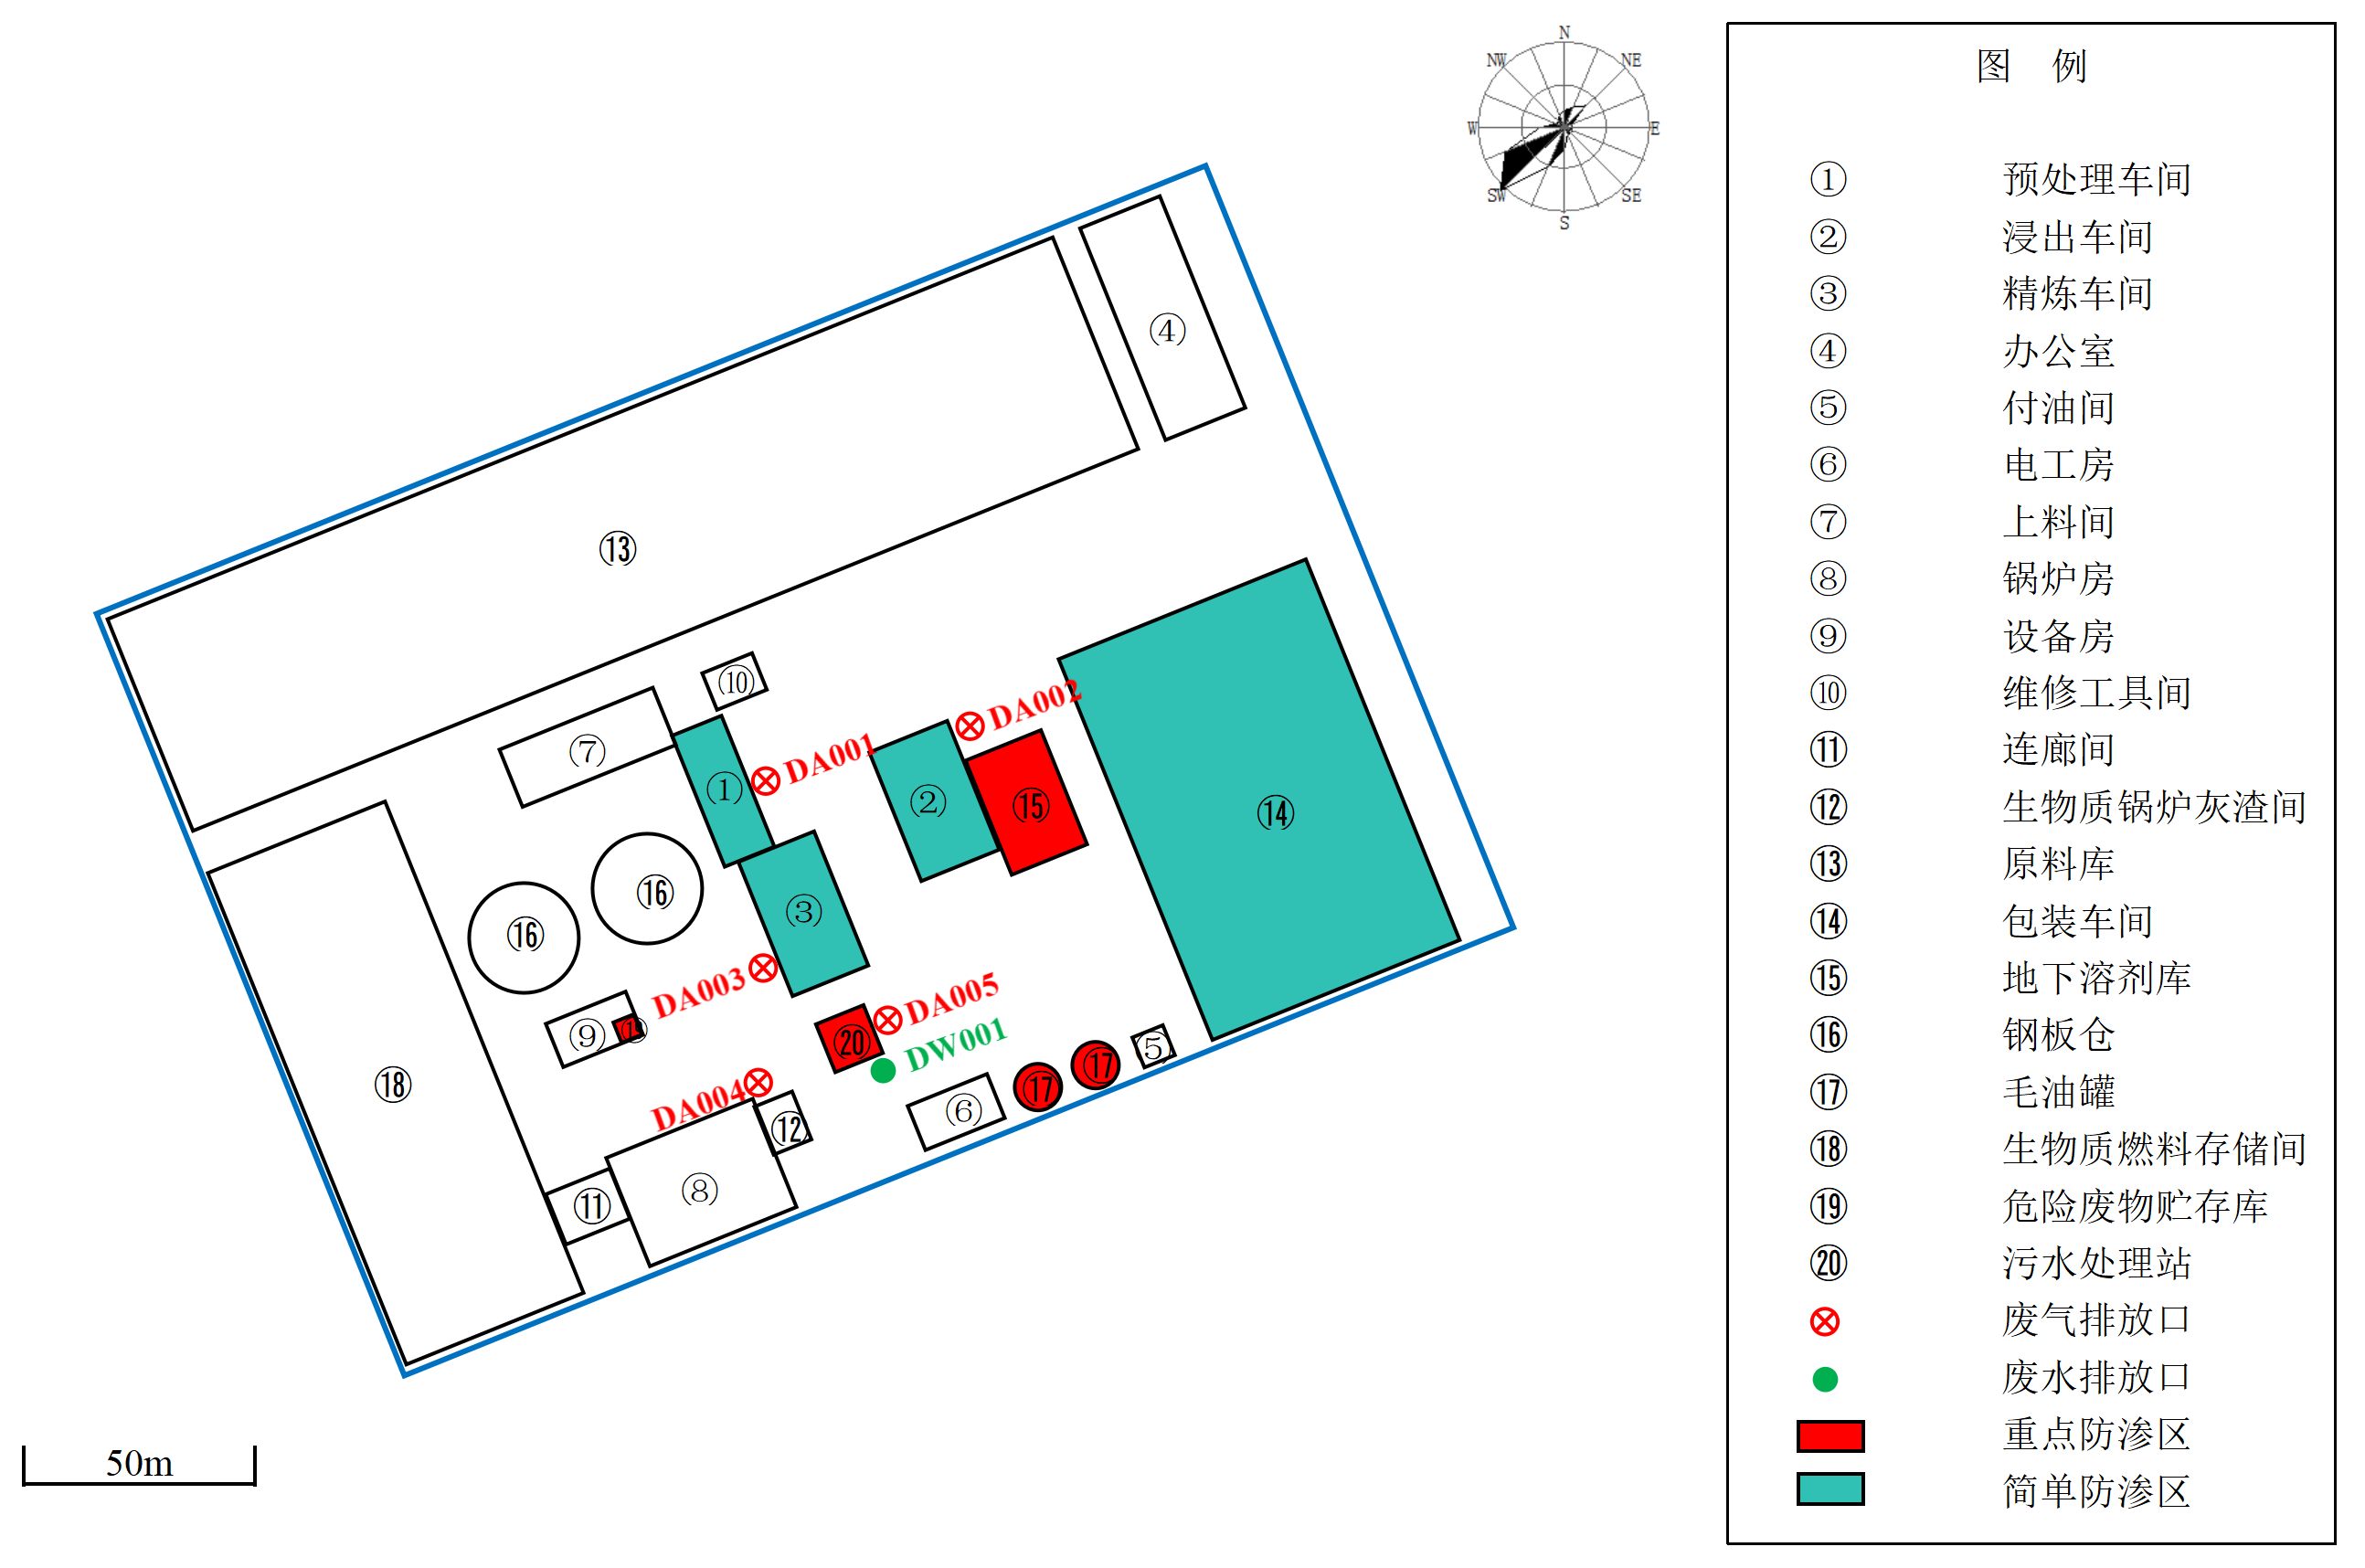 N
NW
NE
W
E
SW
SE
S
④
⑬
⑩
DA002
⑦
DA001
①
②
⑮
⑭
⑯
⑯
③
DA003
DA005
⑨
⑲
⑳
DW001
⑤
⑰
⑰
⑱
DA004
⑥
⑫
⑧
⑪
50m
图 例
① 预处理车间
② 浸出车间
③ 精炼车间
④ 办公室
⑤ 付油间
⑥ 电工房
⑦ 上料间
⑧ 锅炉房
⑨ 设备房
⑩ 维修工具间
⑪ 连廊间
⑫ 生物质锅炉灰渣间
⑬ 原料库
⑭ 包装车间
⑮ 地下溶剂库
⑯ 钢板仓
⑰ 毛油罐
⑱ 生物质燃料存储间
⑲ 危险废物贮存库
⑳ 污水处理站
废气排放口
废水排放口
重点防渗区
简单防渗区